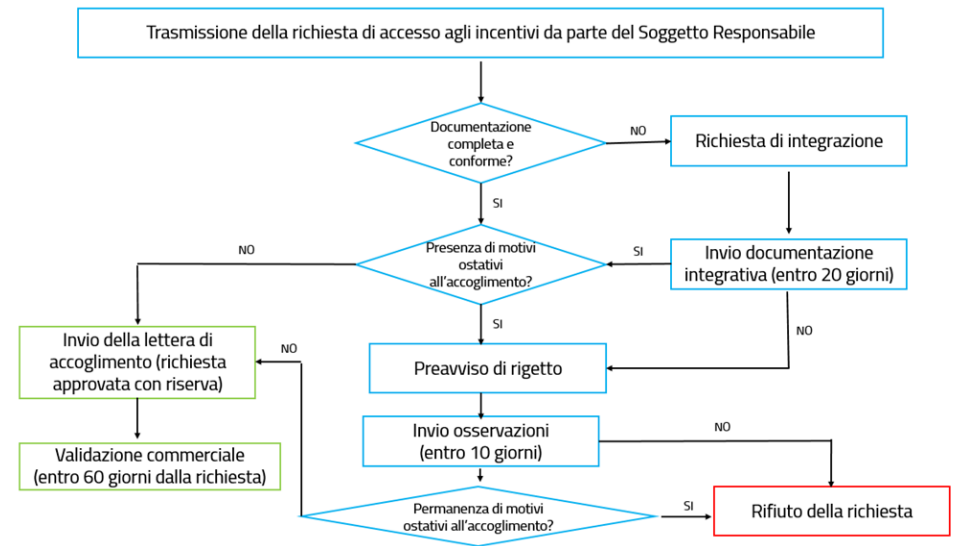 Trasmissione della richiesta di accesso agli incentivi da parte del Soggetto Responsabile
Documentazione
completa e
conforme?
NO
Richiesta di integrazione
SI
Presenza di motivi
ostativi
all'accoglimento?
NO
SI
Invio documentazione
integrativa (entro 20 giorni)
SI
NO
Invio della lettera di
accoglimento (richiesta
approvata con riserva)
NO
Preavviso di rigetto
Invio osservazioni
(entro 10 giorni)
NO
Validazione commerciale
(entro 60 giorni dalla richiesta)
Permanenza di motivi
ostativi all'accoglimento?
SI
Rifiuto della richiesta